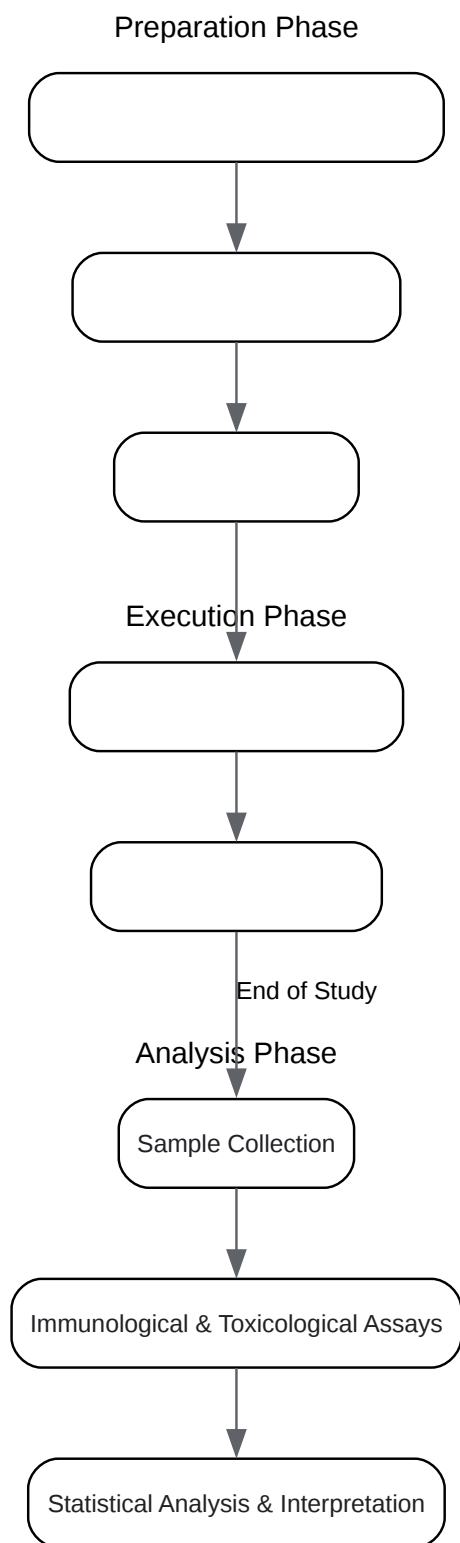 Preparation Phase
Execution Phase
End of Study
Analysis Phase
Sample Collection
Immunological & Toxicological Assays
Statistical Analysis & Interpretation